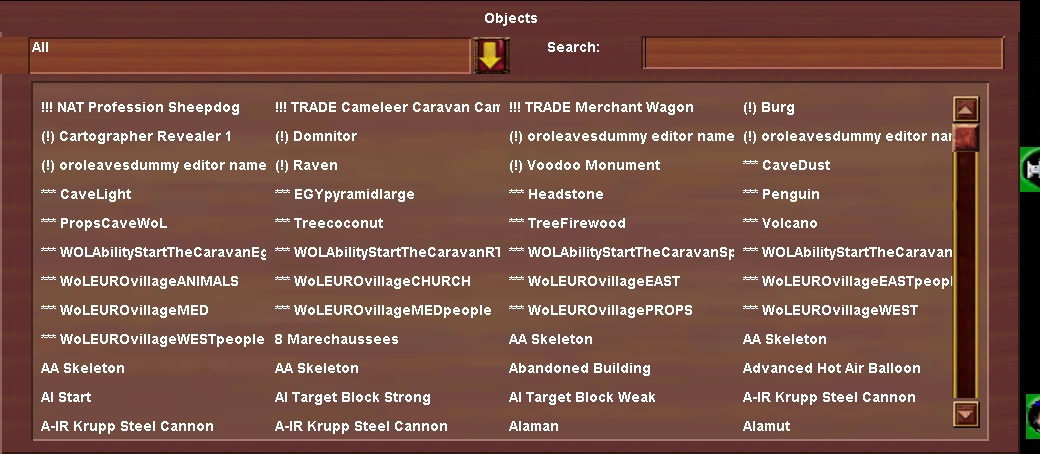 Objects
All Search:
!!! NAT Profession Sheepdog !!! TRADE Cameleer Caravan Cam !!! TRADE Merchant Wagon (!) Burg
(!) Cartographer Revealer 1 (!) Domnitor (!) oroleavesdummy editor name (!) oroleavesdummy editor nam
(!) oroleavesdummy editor name (!) Raven (!) Voodoo Monument *** CaveDust
*** CaveLight *** EGYpyramidlarge *** Headstone *** Penguin
*** PropsCaveWoL *** Treecoconut *** TreeFirewood *** Volcano
*** WOLAbilityStartTheCaravanEg *** WOLAbilityStartTheCaravanRT *** WOLAbilityStartTheCaravanSp *** WOLAbilityStartTheCaravan
*** WoLEUROvillageANIMALS *** WoLEUROvillageCHURCH *** WoLEUROvillageEAST *** WoLEUROvillageEASTpeopl
*** WoLEUROvillageMED *** WoLEUROvillageMEDpeople *** WoLEUROvillagePROPS *** WoLEUROvillageWEST
*** WoLEUROvillageWESTpeople 8 Marechaussees AA Skeleton AA Skeleton
AA Skeleton AA Skeleton Abandoned Building Advanced Hot Air Balloon
AI Start AI Target Block Strong AI Target Block Weak A-IR Krupp Steel Cannon
A-IR Krupp Steel Cannon A-IR Krupp Steel Cannon Alaman Alamut